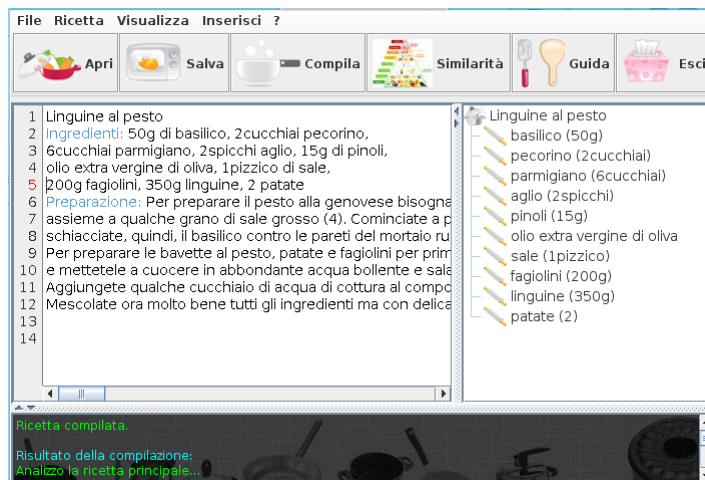 File Ricetta Visualizza Inserisci ?
Apri Salva Compila Similarità Guida Esci
1 Linguine al pesto
2 Ingredienti: 50g di basilico, 2cucchiai pecorino,
3 6cucchiai parmigiano, 2spicchi aglio, 15g di pinoli,
4 olio extra vergine di oliva, 1pizzico di sale,
5 200g fagiolini, 350g linguine, 2 patate
6 Preparazione: Per preparare il pesto alla genovese bisogna
7 assieme a qualche grano di sale grosso (4). Cominciate a p
8 schiacciate, quindi, il basilico contro le pareti del mortaio ru
9 Per preparare le bavette al pesto, patate e fagiolini per prim
10 e mettetele a cuocere in abbondante acqua bollente e sala
11 Aggiungete qualche cucchiaio di acqua di cottura al compo
12 Mescolate ora molto bene tutti gli ingredienti ma con delica
13
14
Linguine al pesto
basilico (50g)
pecorino (2cucchiai)
parmigiano (6cucchiai)
aglio (2spicchi)
pinoli (15g)
olio extra vergine di oliva
sale (1pizzico)
fagiolini (200g)
linguine (350g)
patate (2)
Ricetta compilata.
Risultato della compilazione:
Analizzo la ricetta principale...